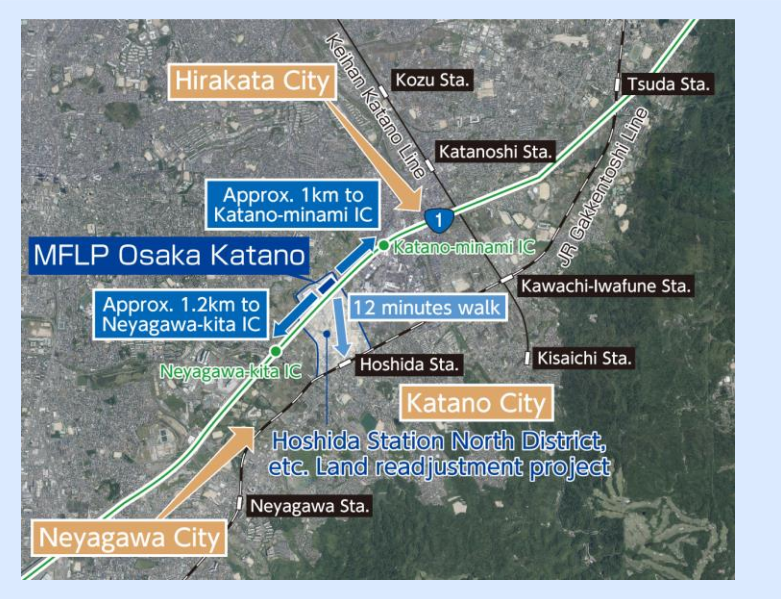 Hirakata City
Keihan Katano Line
Kozu Sta.
Tsuda Sta.
Katanoshi Sta.
JR Gakkentoshi Line
Approx. 1km to
Katano-minami IC
1
Katano-minami IC
MFLP Osaka Katano
Kawachi-Iwafune Sta.
Approx. 1.2km to
Neyagawa-kita IC
12 minutes walk
Neyagawa-kita IC
Hoshida Sta.
Kisaichi Sta.
Katano City
Hoshida Station North District,
etc. Land readjustment project
Neyagawa Sta.
Neyagawa City